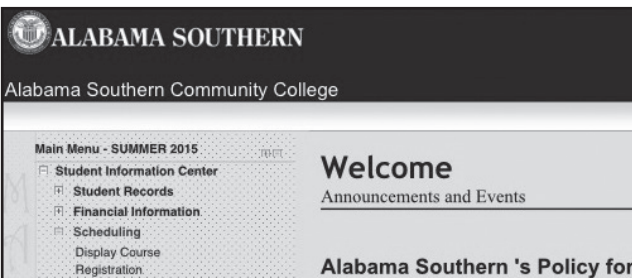 ALABAMA SOUTHERN
Alabama Southern Community College
Main Menu - SUMMER 2015
Student Information Center
Student Records
Financial Information
Scheduling
Display Course
Registration
Welcome
Announcements and Events
Alabama Southern 's Policy for